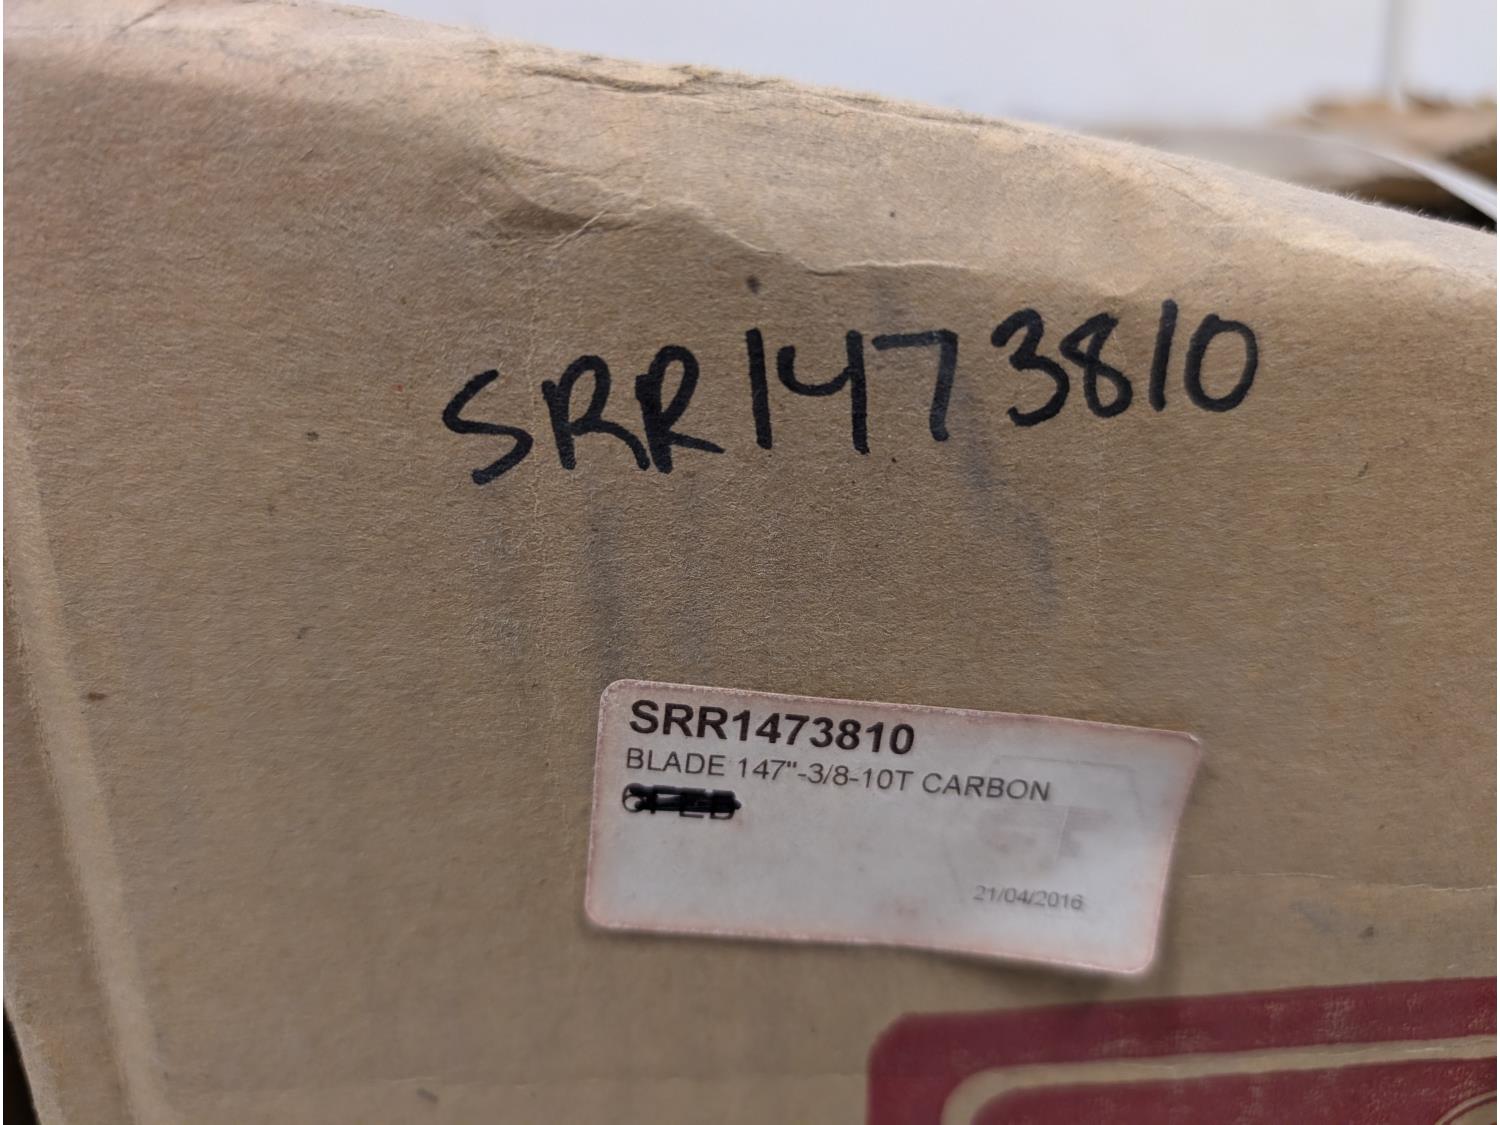 SRR1473810
SRR1473810
BLADE 147"-3/8-10T CARBON
21/04/2016